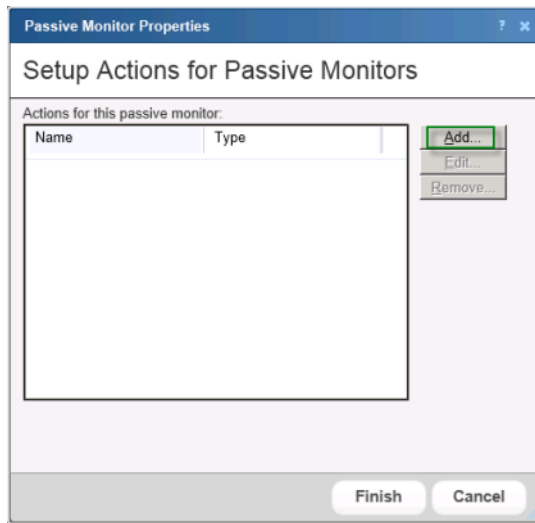 Passive Monitor Properties ? ×
Setup Actions for Passive Monitors
Actions for this passive monitor:
Name Type Add...
Edit...
Remove...
Finish Cancel